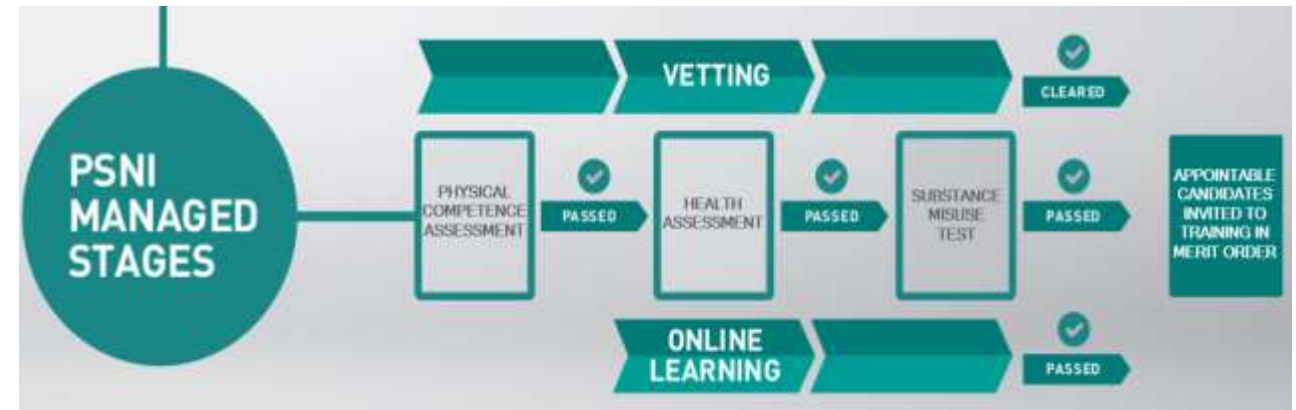 VETTING
CLEARED
PSNI
MANAGED
STAGES
PHYSICAL
COMPETENCE
ASSESSMENT
PASSED
HEALTH
ASSESSMENT
PASSED
SUBSTANCE
MISUSE
TEST
PASSED
APPOINTABLE
CANDIDATES
INVITED TO
TRAINING IN
MERIT ORDER
ONLINE
LEARNING
PASSED